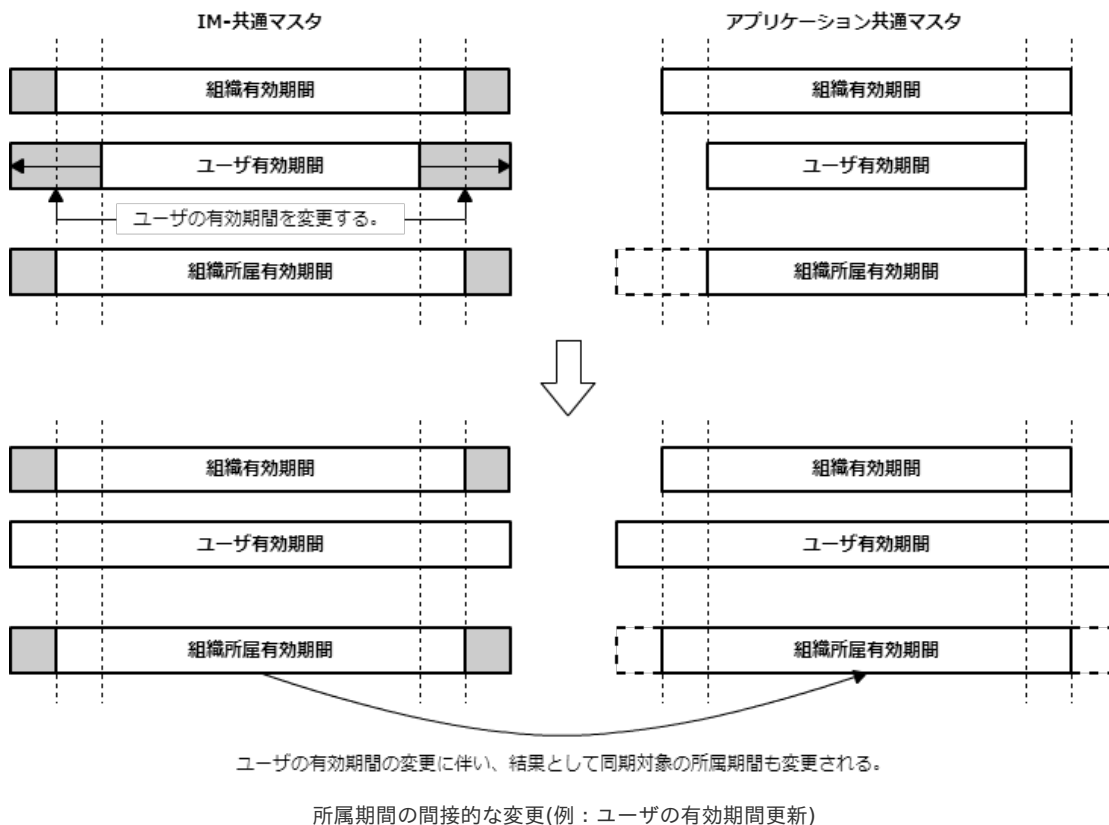 IM-共通マスタ
アプリケーション共通マスタ
組織有効期間
組織有効期間
ユーザ有効期間
ユーザ有効期間
ユーザの有効期間を変更する。
組織所屋有効期間
組織所屋有効期間
組織有効期間
組織有効期間
ユーザ有効期間
ユーザ有効期間
組織所屋有効期間
組織所屋有効期間
ユーザの有効期間の変更に伴い、結果として同期対象の所属期間も変更される。
所属期間の間接的な変更(例：ユーザの有効期間更新)